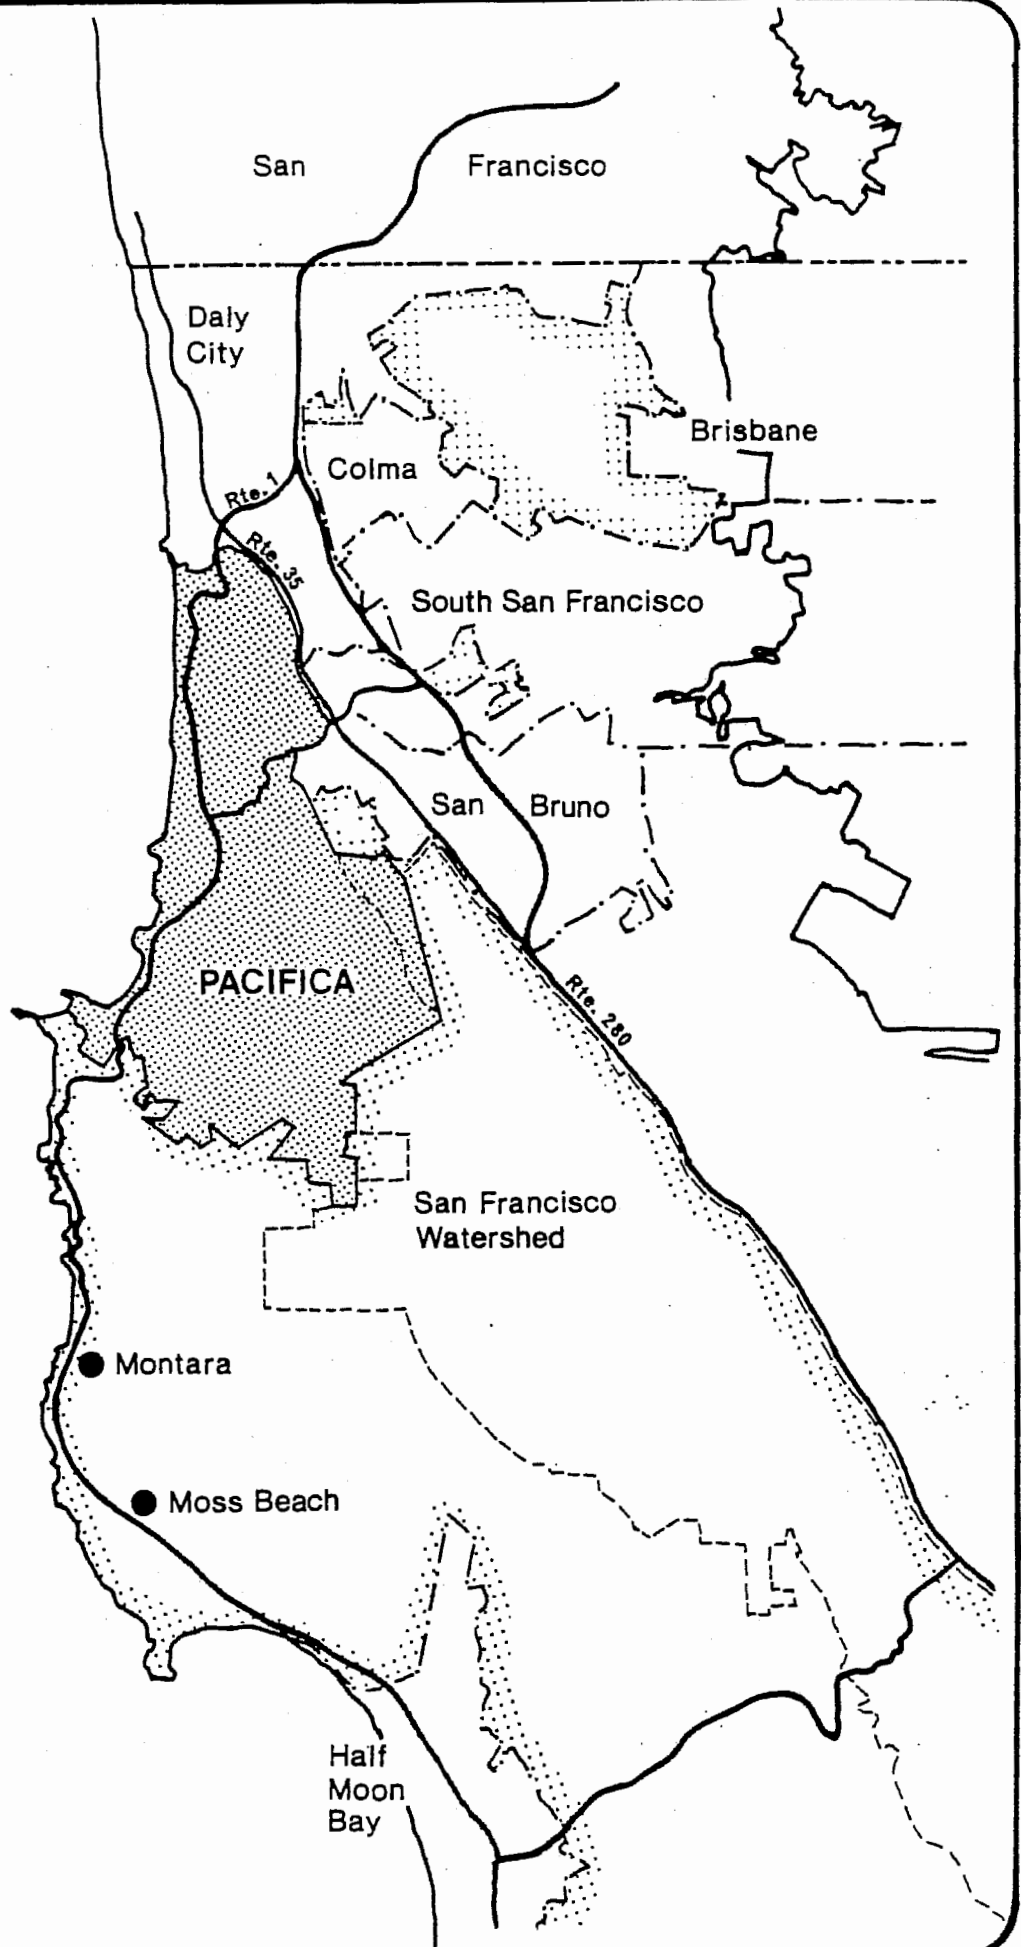 San Francisco
Daly
City
Brisbane
Colma
Rte. 1
Rte. 35
South San Francisco
San Bruno
PACIFICA
Rte. 280
San Francisco
Watershed
Montara
Moss Beach
Half
Moon
Bay